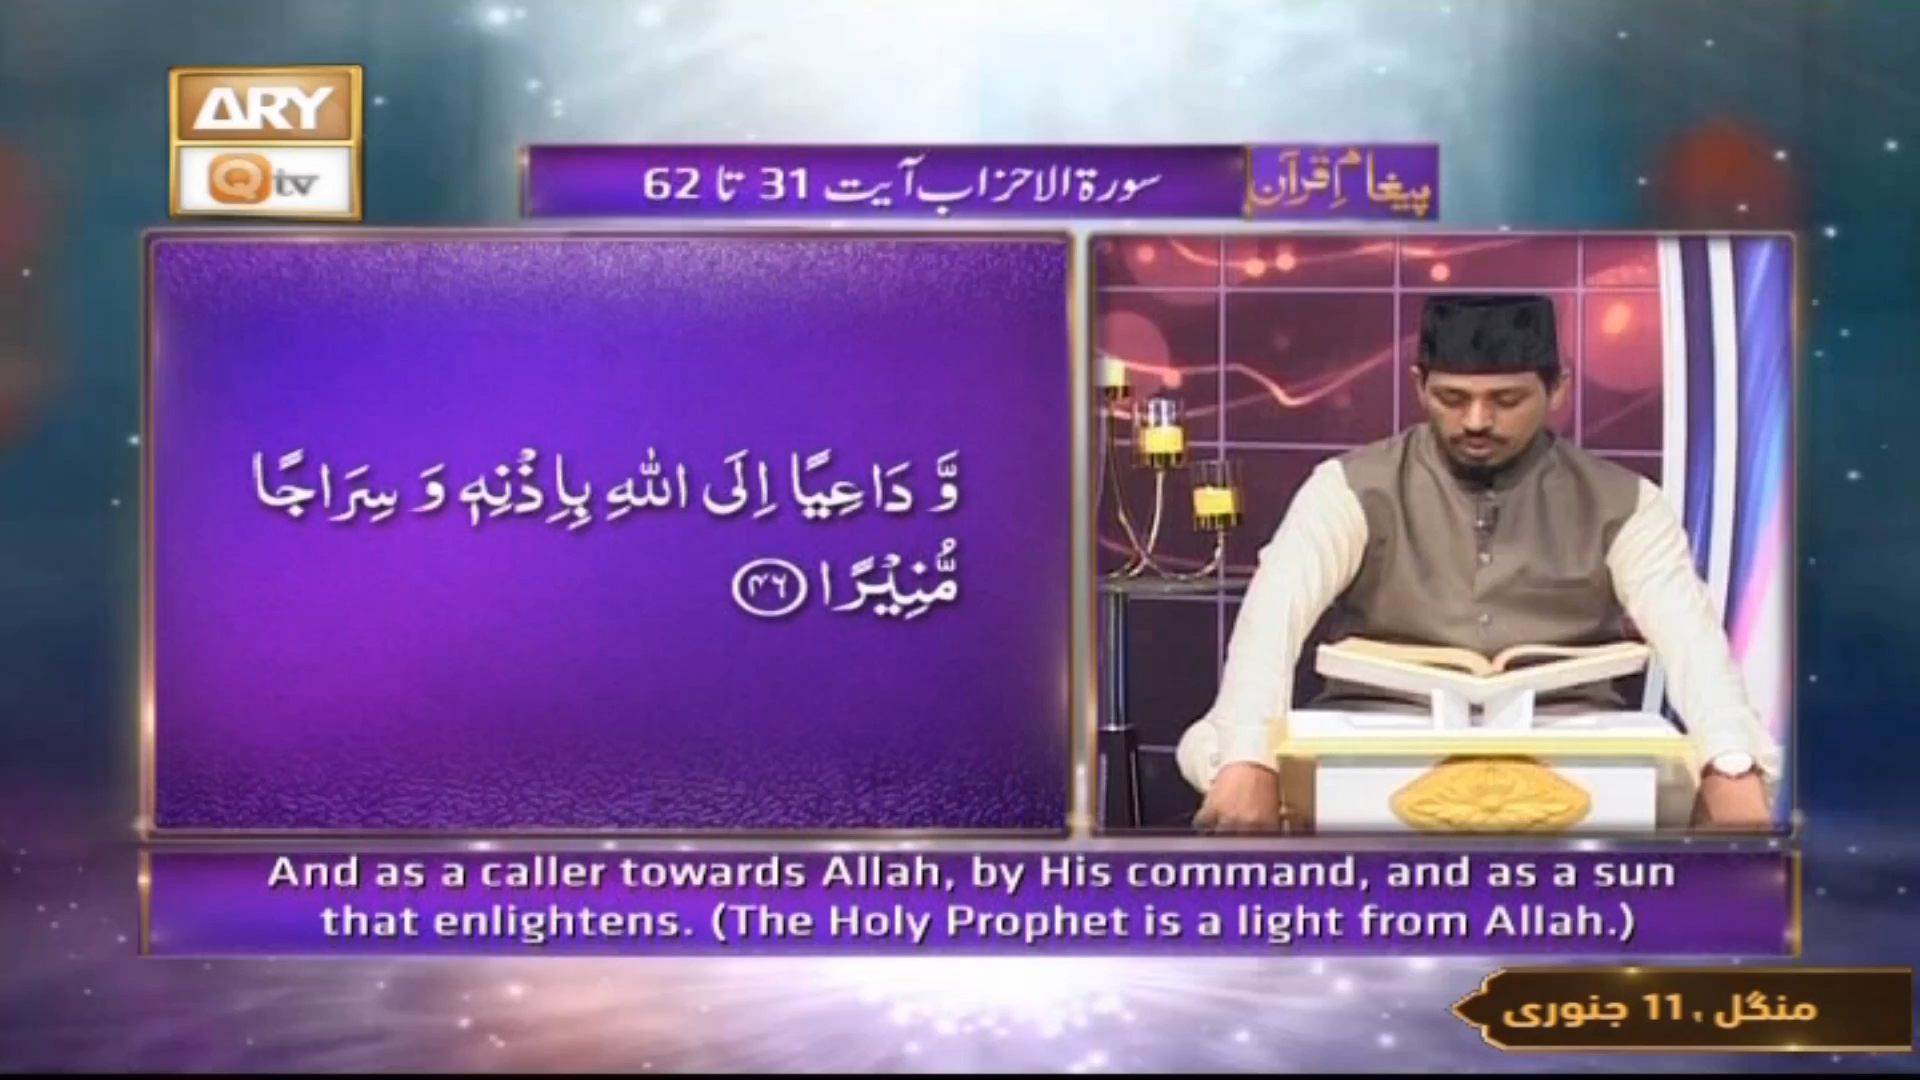 ARY
Qtv
پیغامِ قرآن
سورۃ الاحزاب آیت 31 تا 62
وَّ دَاعِیًا اِلَی اللّٰهِ بِاِذْنِهٖ وَ سِرَاجًا
مُّنِیْرًا ۝۴۶
And as a caller towards Allah, by His command, and as a sun
that enlightens. (The Holy Prophet is a light from Allah.)
منگل ، 11 جنوری